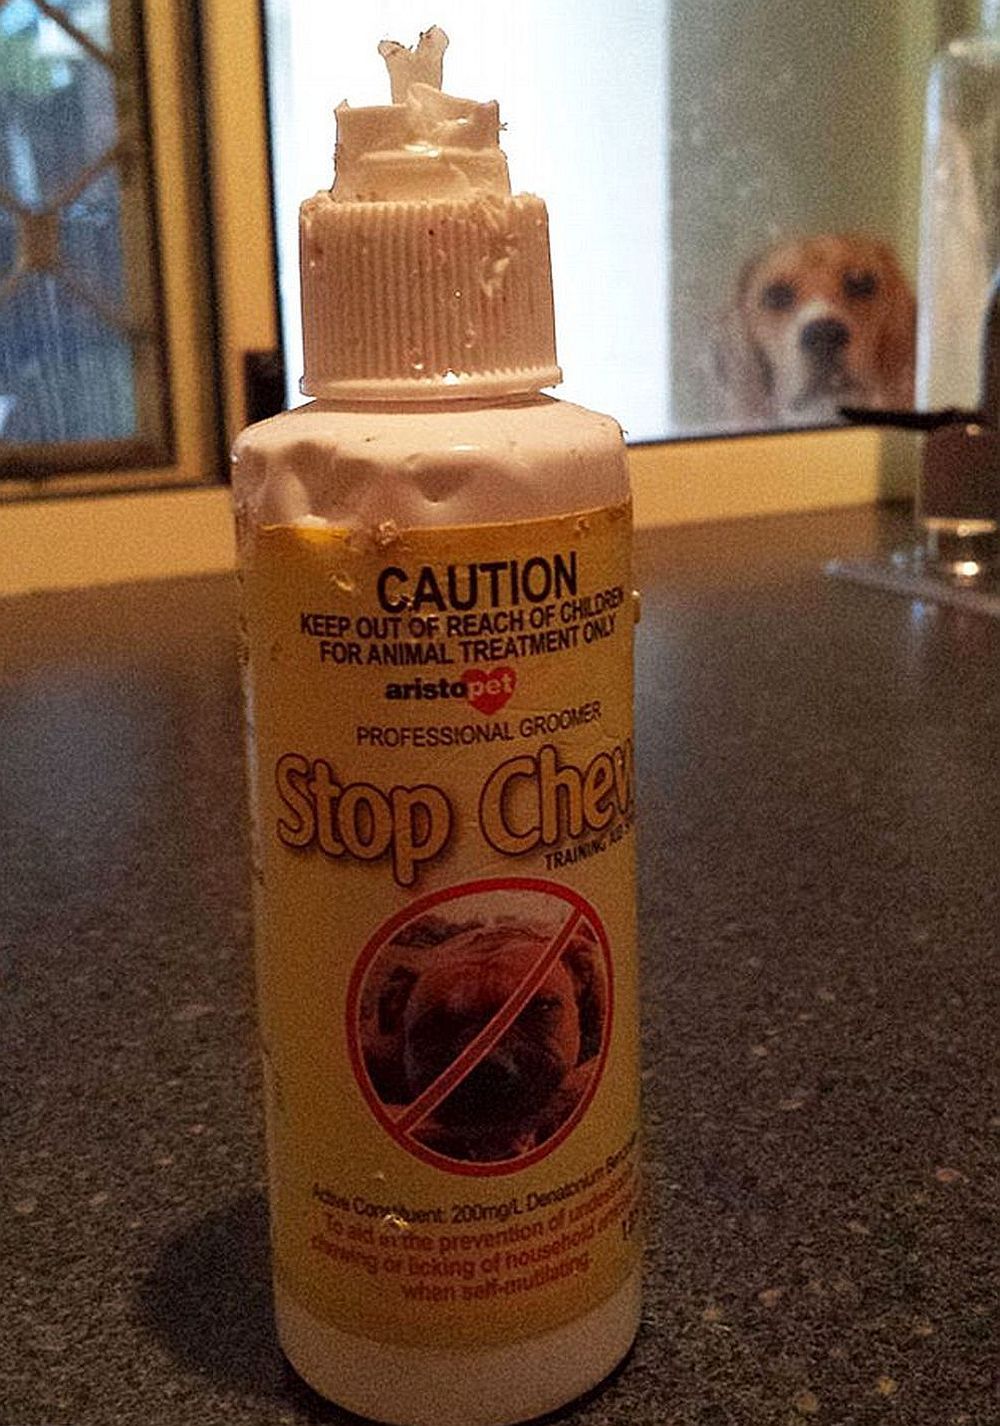 CAUTION
KEEP OUT OF REACH OF CHILDREN
FOR ANIMAL TREATMENT ONLY
aristopet
PROFESSIONAL GROOMER
Stop Chew
TRAINING AID
Active Constituent: 200mg/L Denatonium
To aid in the prevention of
chewing or licking of household
when self-mutilating.